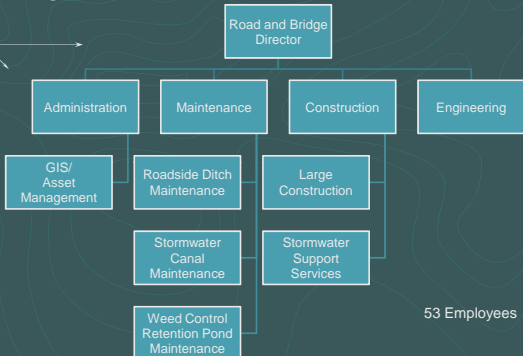 Road and Bridge
Director
Administration
Maintenance
Construction
Engineering
GIS/
Asset
Management
Roadside Ditch
Maintenance
Large
Construction
Stormwater
Canal
Maintenance
Stormwater
Support
Services
Weed Control
Retention Pond
Maintenance
53 Employees